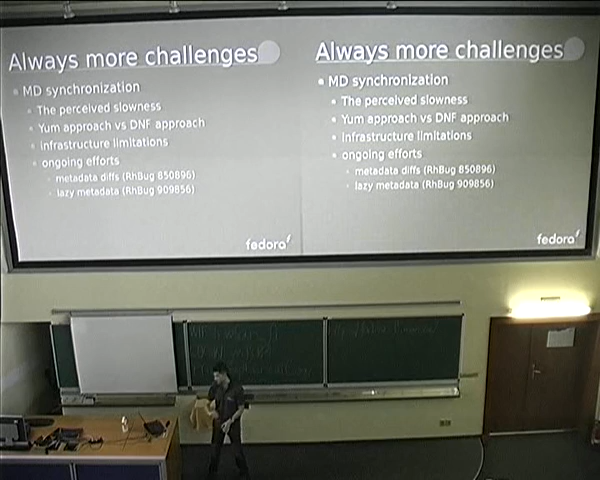 Always more challenges
MD synchronization
The perceived slowness
Yum approach vs DNF approach
infrastructure limitations
ongoing efforts
metadata diffs (RhBug 850896)
lazy metadata (RhBug 909856)
fedora
Always more challenges
MD synchronization
The perceived slowness
Yum approach vs DNF approach
infrastructure limitations
ongoing efforts
metadata diffs (RhBug 850896)
lazy metadata (RhBug 909856)
fedora